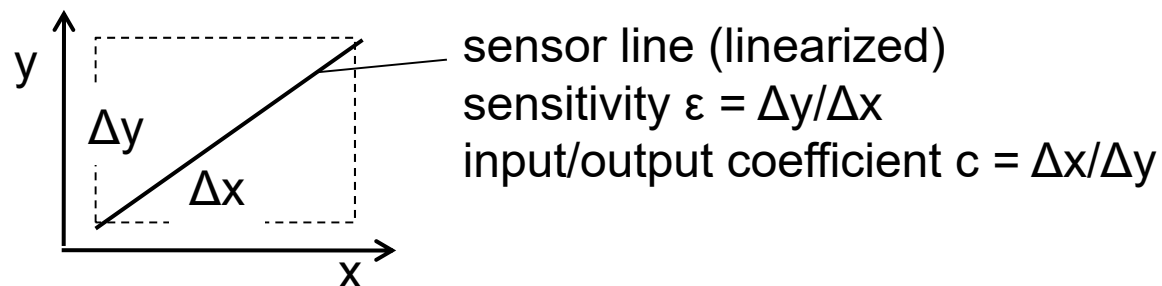 y
Δy
Δx
x
sensor line (linearized)
sensitivity ε = Δy/Δx
input/output coefficient c = Δx/Δy